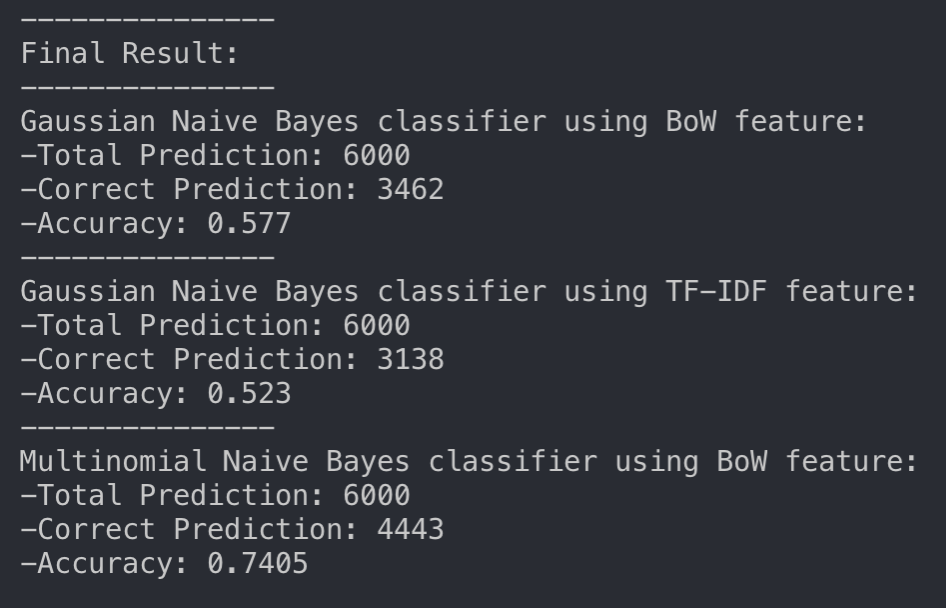 ---------------
Final Result:
---------------
Gaussian Naive Bayes classifier using BoW feature:
-Total Prediction: 6000
-Correct Prediction: 3462
-Accuracy: 0.577
---------------
Gaussian Naive Bayes classifier using TF-IDF feature:
-Total Prediction: 6000
-Correct Prediction: 3138
-Accuracy: 0.523
---------------
Multinomial Naive Bayes classifier using BoW feature:
-Total Prediction: 6000
-Correct Prediction: 4443
-Accuracy: 0.7405